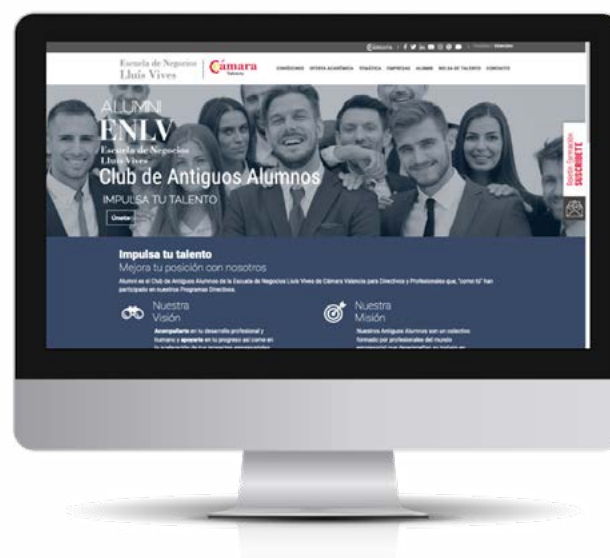 Cámara
Escuela de Negocios
Lluís Vives
Cámara
Valencia
CONÓCENOS OFERTA ACADÉMICA TEMÁTICA EMPRESAS ALUMNI BOLSA DE TALENTO CONTACTO
ALUMNI
ENLV
Escuela de Negocios
Lluís Vives
Club de Antiguos Alumnos
IMPULSA TU TALENTO
Únete
Boletín Formación
SUSCRÍBETE
Impulsa tu talento
Mejora tu posición con nosotros
Alumni es el Club de Antiguos Alumnos de la Escuela de Negocios Lluís Vives de Cámara Valencia para Directivos y Profesionales que, "como tú" han
participado en nuestros Programas Directivos.
Nuestra
Visión
Acompañarte en tu desarrollo profesional y
humano y apoyarte en tu progreso así como en
Nuestra
Misión
Nuestros Antiguos Alumnos son un colectivo
formado por profesionales del mundo